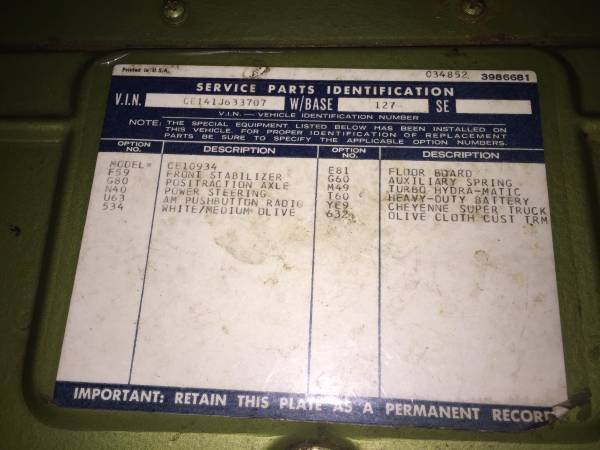 Printed in U.S.A. 034852 3986681
SERVICE PARTS IDENTIFICATION
V.I.N. CE141J633707 W/BASE 127 SE
V.I.N. — VEHICLE IDENTIFICATION NUMBER
NOTE: THE SPECIAL EQUIPMENT LISTED BELOW HAS BEEN INSTALLED ON
THIS VEHICLE. FOR PROPER IDENTIFICATION OF REPLACEMENT
PARTS BE SURE TO SPECIFY THE APPLICABLE OPTION NUMBERS.
OPTION NO. DESCRIPTION OPTION NO. DESCRIPTION
MODEL= CE10934 E81 FLOOR BOARD
F59 FRONT STABILIZER G60 AUXILIARY SPRING
G80 POSITRACTION AXLE M49 TURBO HYDRA-MATIC
N40 POWER STEERING T60 HEAVY-DUTY BATTERY
U63 AM PUSHBUTTON RADIO YE9 CHEYENNE SUPER TRUCK
534 WHITE/MEDIUM OLIVE 632 OLIVE CLOTH CUST TRM
IMPORTANT: RETAIN THIS PLATE AS A PERMANENT RECORD